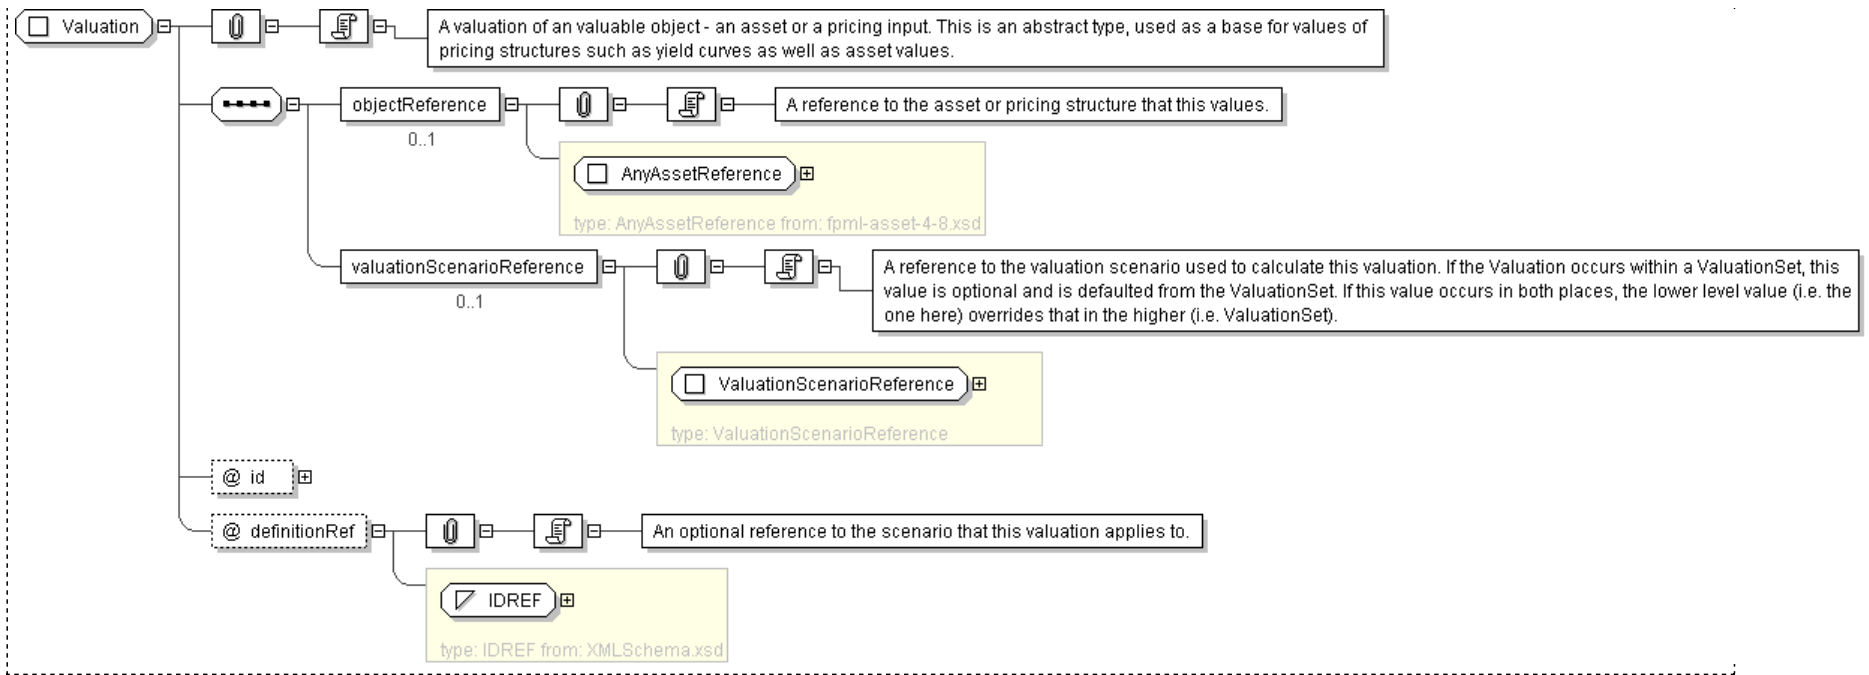 Valuation
A valuation of an valuable object - an asset or a pricing input. This is an abstract type, used as a base for values of
pricing structures such as yield curves as well as asset values.
objectReference
A reference to the asset or pricing structure that this values.
0..1
AnyAssetReference
type: AnyAssetReference from: fpml-asset-4-8.xsd
valuationScenarioReference
A reference to the valuation scenario used to calculate this valuation. If the Valuation occurs within a ValuationSet, this
value is optional and is defaulted from the ValuationSet. If this value occurs in both places, the lower level value (i.e. the
one here) overrides that in the higher (i.e. ValuationSet).
0..1
ValuationScenarioReference
type: ValuationScenarioReference
@ id
@ definitionRef
An optional reference to the scenario that this valuation applies to.
IDREF
type: IDREF from: XMLSchema.xsd